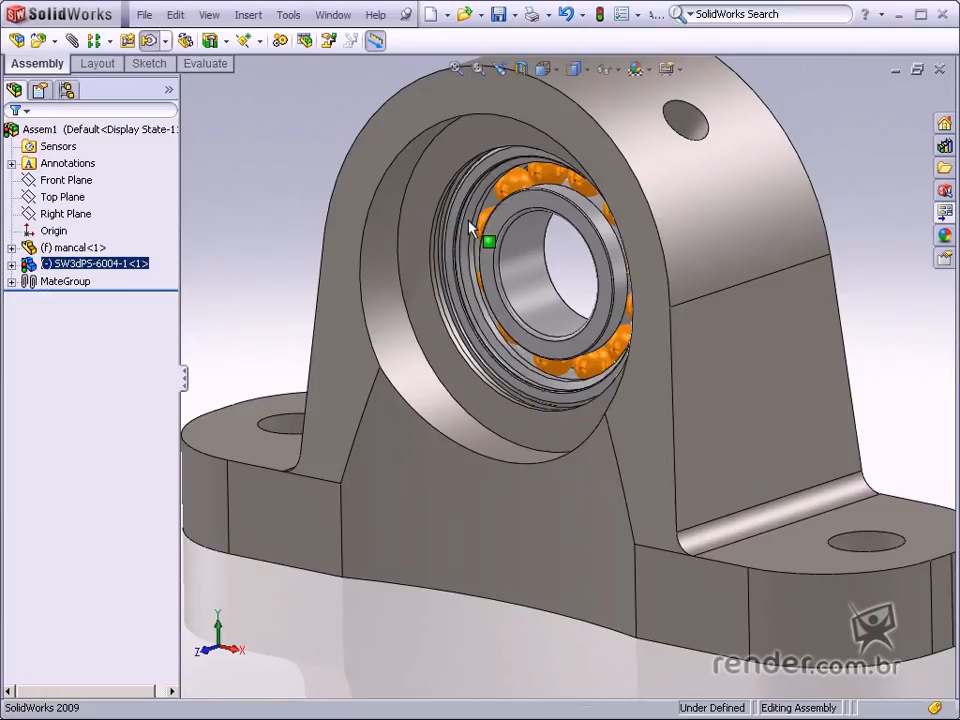 SolidWorks File Edit View Insert Tools Window Help A... SolidWorks Search ?
Assembly Layout Sketch Evaluate
Assem1 (Default<Display State-1
Sensors
Annotations
Front Plane
Top Plane
Right Plane
Origin
(f) mancal<1>
(-) SW3dPS-6004-1<1>
MateGroup
Y
Z X
render.com.br
SolidWorks 2009 Under Defined Editing Assembly